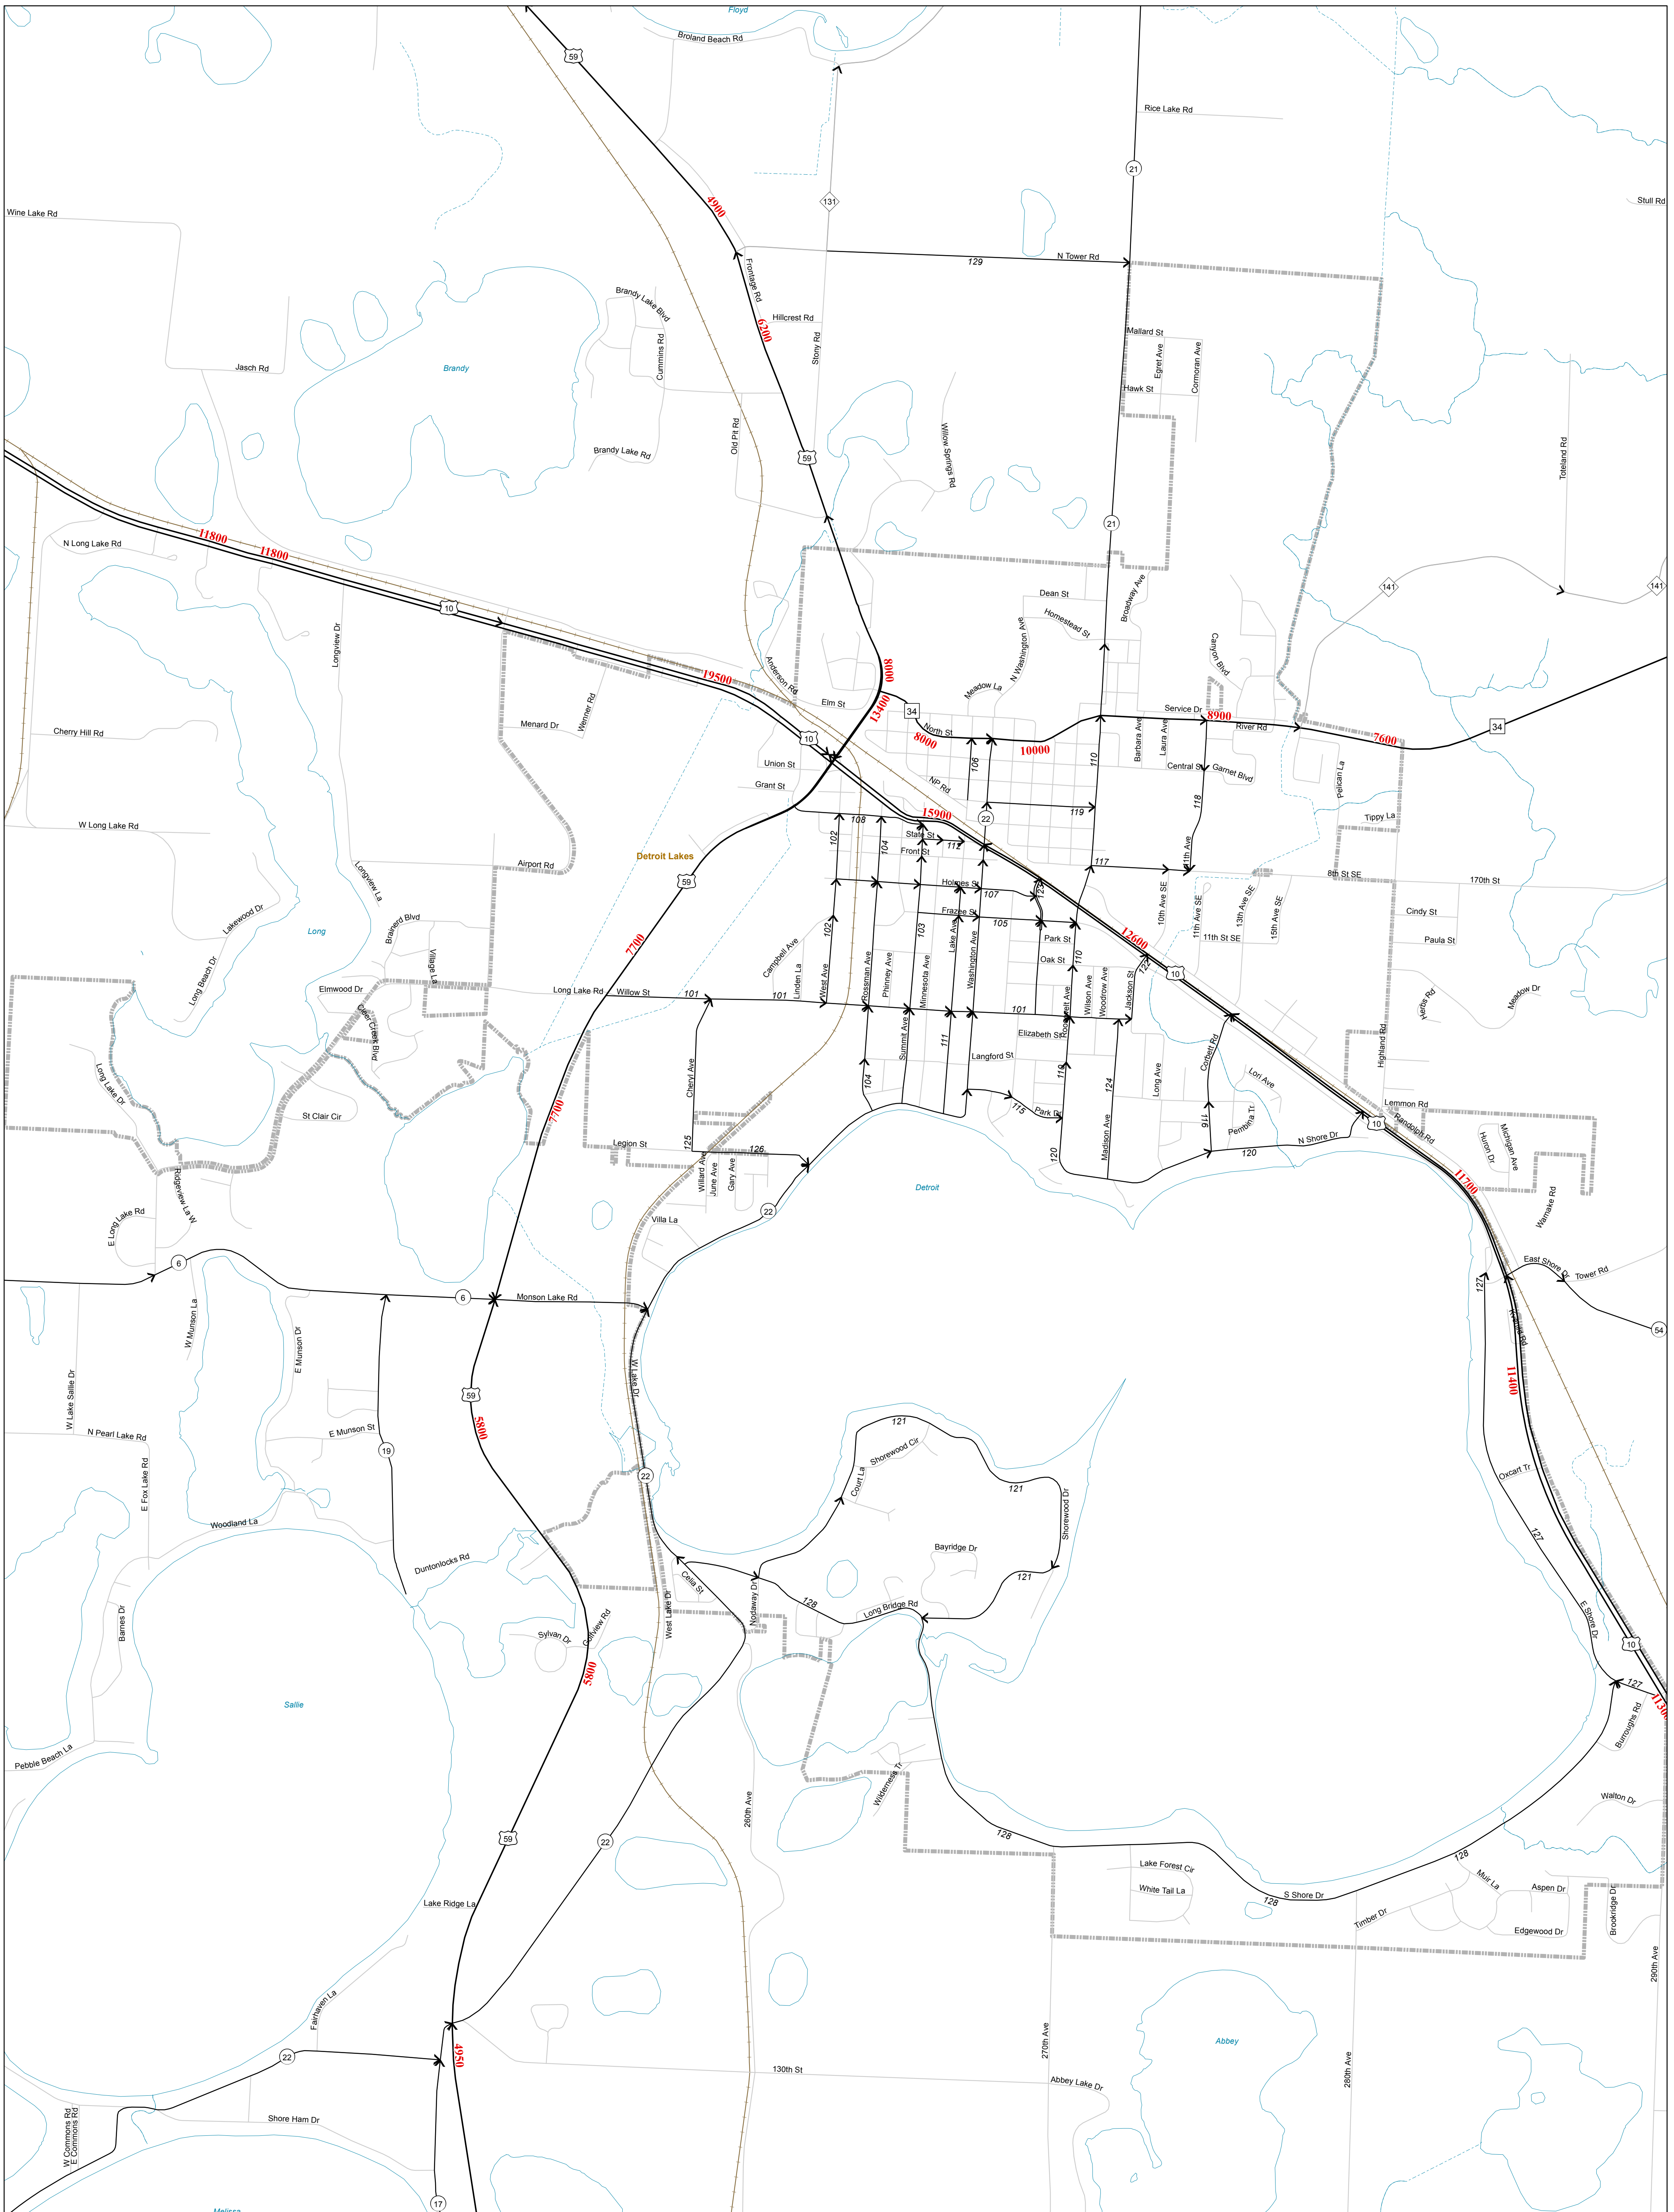 Floyd
Broland Beach Rd
59
Rice Lake Rd
21
131
Stull Rd
Wine Lake Rd
4900
N Tower Rd
129
Frontage Rd
Brandy Lake Blvd
Hillcrest Rd
6200
Mallard St
Stony Rd
Cummins Rd
Egret Ave
Cormoran Ave
Jasch Rd
Brandy
Hawk St
Old Pit Rd
Willow Springs Rd
Brandy Lake Rd
59
Toteland Rd
21
11800
11800
N Long Lake Rd
141
141
10
Dean St
Broadway Ave
Homestead St
Longview Dr
N Washington Ave
Canyon Blvd
8000
Anderson Rd
19500
Meadow La
Elm St
13400
34
Service Dr
8900
River Rd
Menard Dr
Wenner Rd
North St
8000
10000
Barbara Ave
Laura Ave
7600
34
Cherry Hill Rd
10
106
110
Union St
Central St
Garnet Blvd
Pelican La
Grant St
NP Rd
118
119
15900
22
Tippy La
W Long Lake Rd
108
102
State St
112
104
Front St
Detroit Lakes
Airport Rd
117
11th Ave
8th St SE
170th St
59
Longview La
Holmes St
107
123
Lakewood Dr
Brainerd Blvd
Frazee St
105
10th Ave SE
11th Ave SE
13th Ave SE
15th Ave SE
Cindy St
102
103
Lake Ave
Long
7700
Campbell Ave
Park St
12600
11th St SE
Paula St
Village La
Linden La
West Ave
Rossman Ave
Phinney Ave
Minnesota Ave
Washington Ave
Oak St
110
122
10
Long Beach Dr
Elmwood Dr
Long Lake Rd
Willow St
101
101
101
Wilson Ave
Woodrow Ave
Jackson St
Herbs Rd
Meadow Dr
Deer Creek Blvd
Summit Ave
111
Elizabeth St
Langford St
Highland Rd
Corbett Rd
Long Lake Dr
Cheryl Ave
104
124
Long Ave
Lori Ave
St Clair Cir
7700
115
Park Dr
Lemmon Rd
116
Pembina Tr
10
Randolph Rd
Legion St
125
126
120
Madison Ave
N Shore Dr
120
Huron Dr
Michigan Ave
Willard Ave
June Ave
Gary Ave
Detroit
11700
Ridgeview La W
E Long Lake Rd
22
Villa La
Wamake Rd
6
East Shore Dr
Tower Rd
127
6
Monson Lake Rd
W Munson La
E Munson Dr
54
W Lake Dr
W Lake Sallie Dr
59
11400
5800
121
N Pearl Lake Rd
E Munson St
19
Shorewood Cir
E Fox Lake Rd
22
Court La
121
Oxcart Tr
Woodland La
Shorewood Dr
127
Duntonlocks Rd
Bayridge Dr
Celia St
121
Nodaway Dr
128
Long Bridge Rd
Barnes Dr
West Lake Dr
E Shore Dr
Sylvan Dr
Golfview Rd
10
5800
127
11300
Sallie
Burroughs Rd
Pebble Beach La
Wilderness Tr
260th Ave
Walton Dr
59
22
128
128
Lake Forest Cir
Muir La
White Tail La
Aspen Dr
S Shore Dr
128
Lake Ridge La
Timber Dr
Edgewood Dr
Brookridge Dr
290th Ave
Fairhaven La
270th Ave
Abbey
280th Ave
22
4950
130th St
Abbey Lake Dr
W Commons Rd
E Commons Rd
Shore Ham Dr
17
Melissa